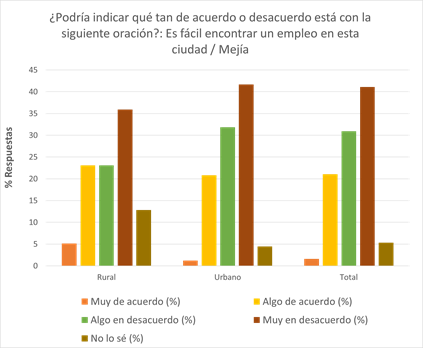 ¿Podría indicar qué tan de acuerdo o desacuerdo está con la
siguiente oración?: Es fácil encontrar un empleo en esta
ciudad / Mejía
45
40
35
30
25
20
15
10
5
0
% Respuestas
Rural Urbano Total
Muy de acuerdo (%) Algo de acuerdo (%)
Algo en desacuerdo (%) Muy en desacuerdo (%)
No lo sé (%)